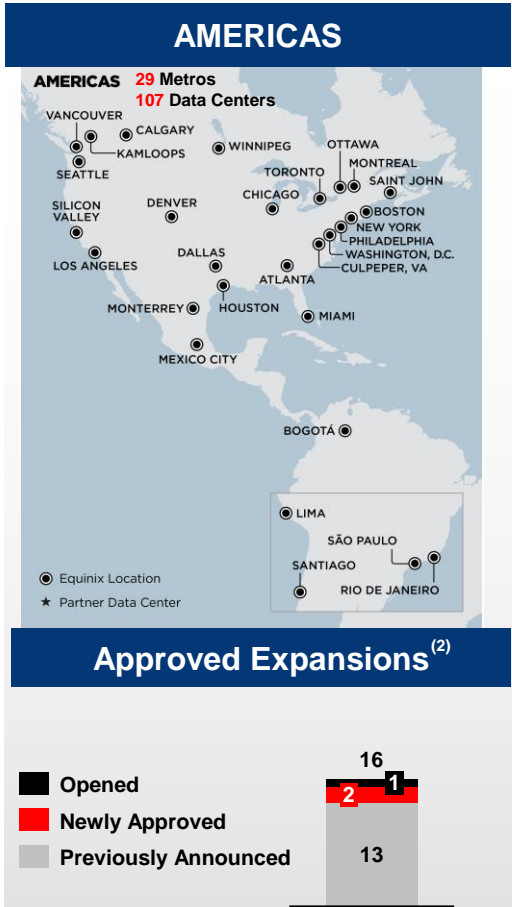 AMERICAS
AMERICAS 29 Metros
107 Data Centers
VANCOUVER
CALGARY
KAMLOOPS
WINNIPEG
OTTAWA
MONTREAL
SEATTLE
TORONTO
SAINT JOHN
CHICAGO
SILICON
VALLEY
DENVER
BOSTON
NEW YORK
PHILADELPHIA
WASHINGTON, D.C.
CULPEPER, VA
LOS ANGELES
DALLAS
ATLANTA
MONTERREY
HOUSTON
MIAMI
MEXICO CITY
BOGOTÁ
LIMA
SÃO PAULO
SANTIAGO
RIO DE JANEIRO
Equinix Location
Partner Data Center
Approved Expansions(2)
16
Opened
1
Newly Approved
2
Previously Announced
13